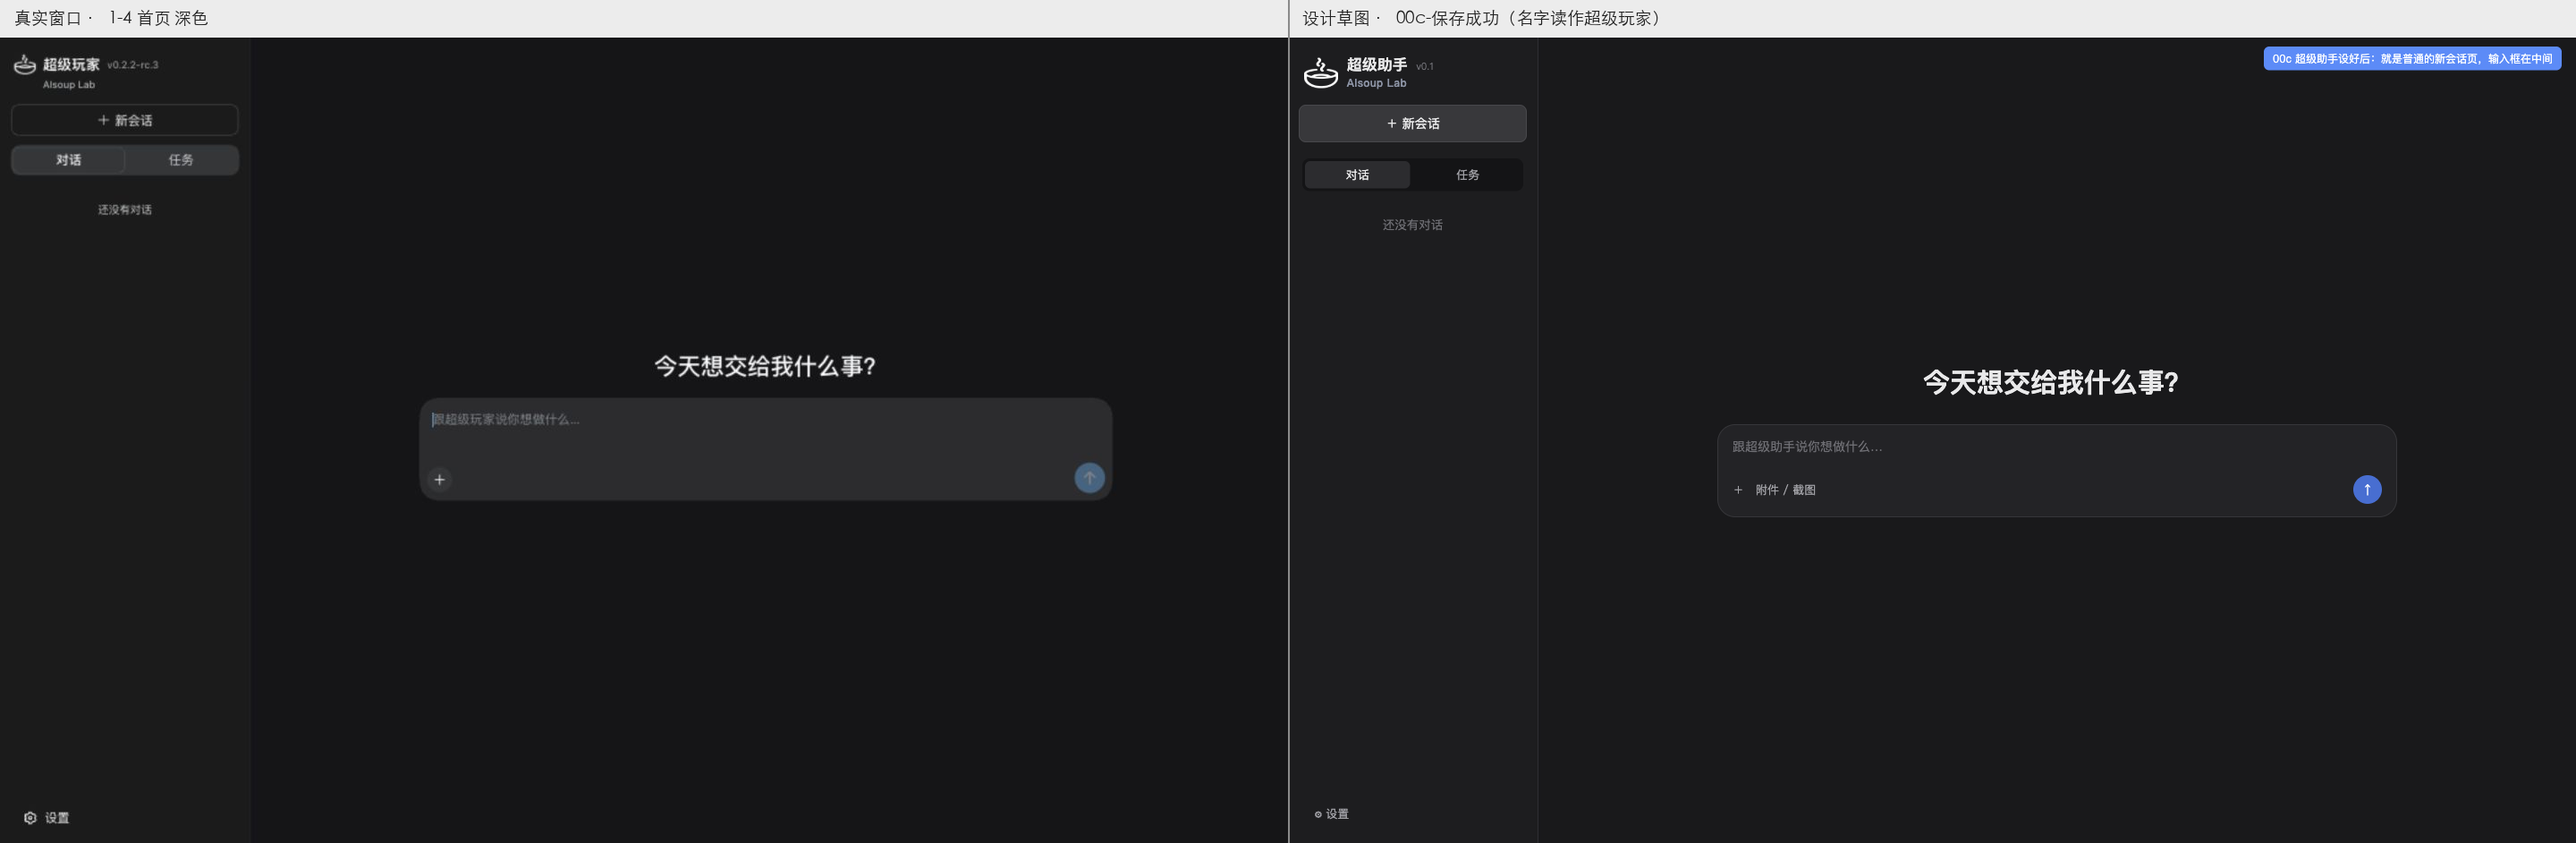 真实窗口 · 1-4 首页 深色
超级玩家 v0.2.2-rc.3
AIsoup Lab
+ 新会话
对话 任务
还没有对话
今天想交给我什么事?
跟超级玩家说你想做什么...
+
设置
设计草图 · 00c-保存成功（名字读作超级玩家）
00c 超级助手设好后：就是普通的新会话页，输入框在中间
超级助手 v0.1
AIsoup Lab
+ 新会话
对话 任务
还没有对话
今天想交给我什么事?
跟超级助手说你想做什么...
+ 附件 / 截图
↑
设置